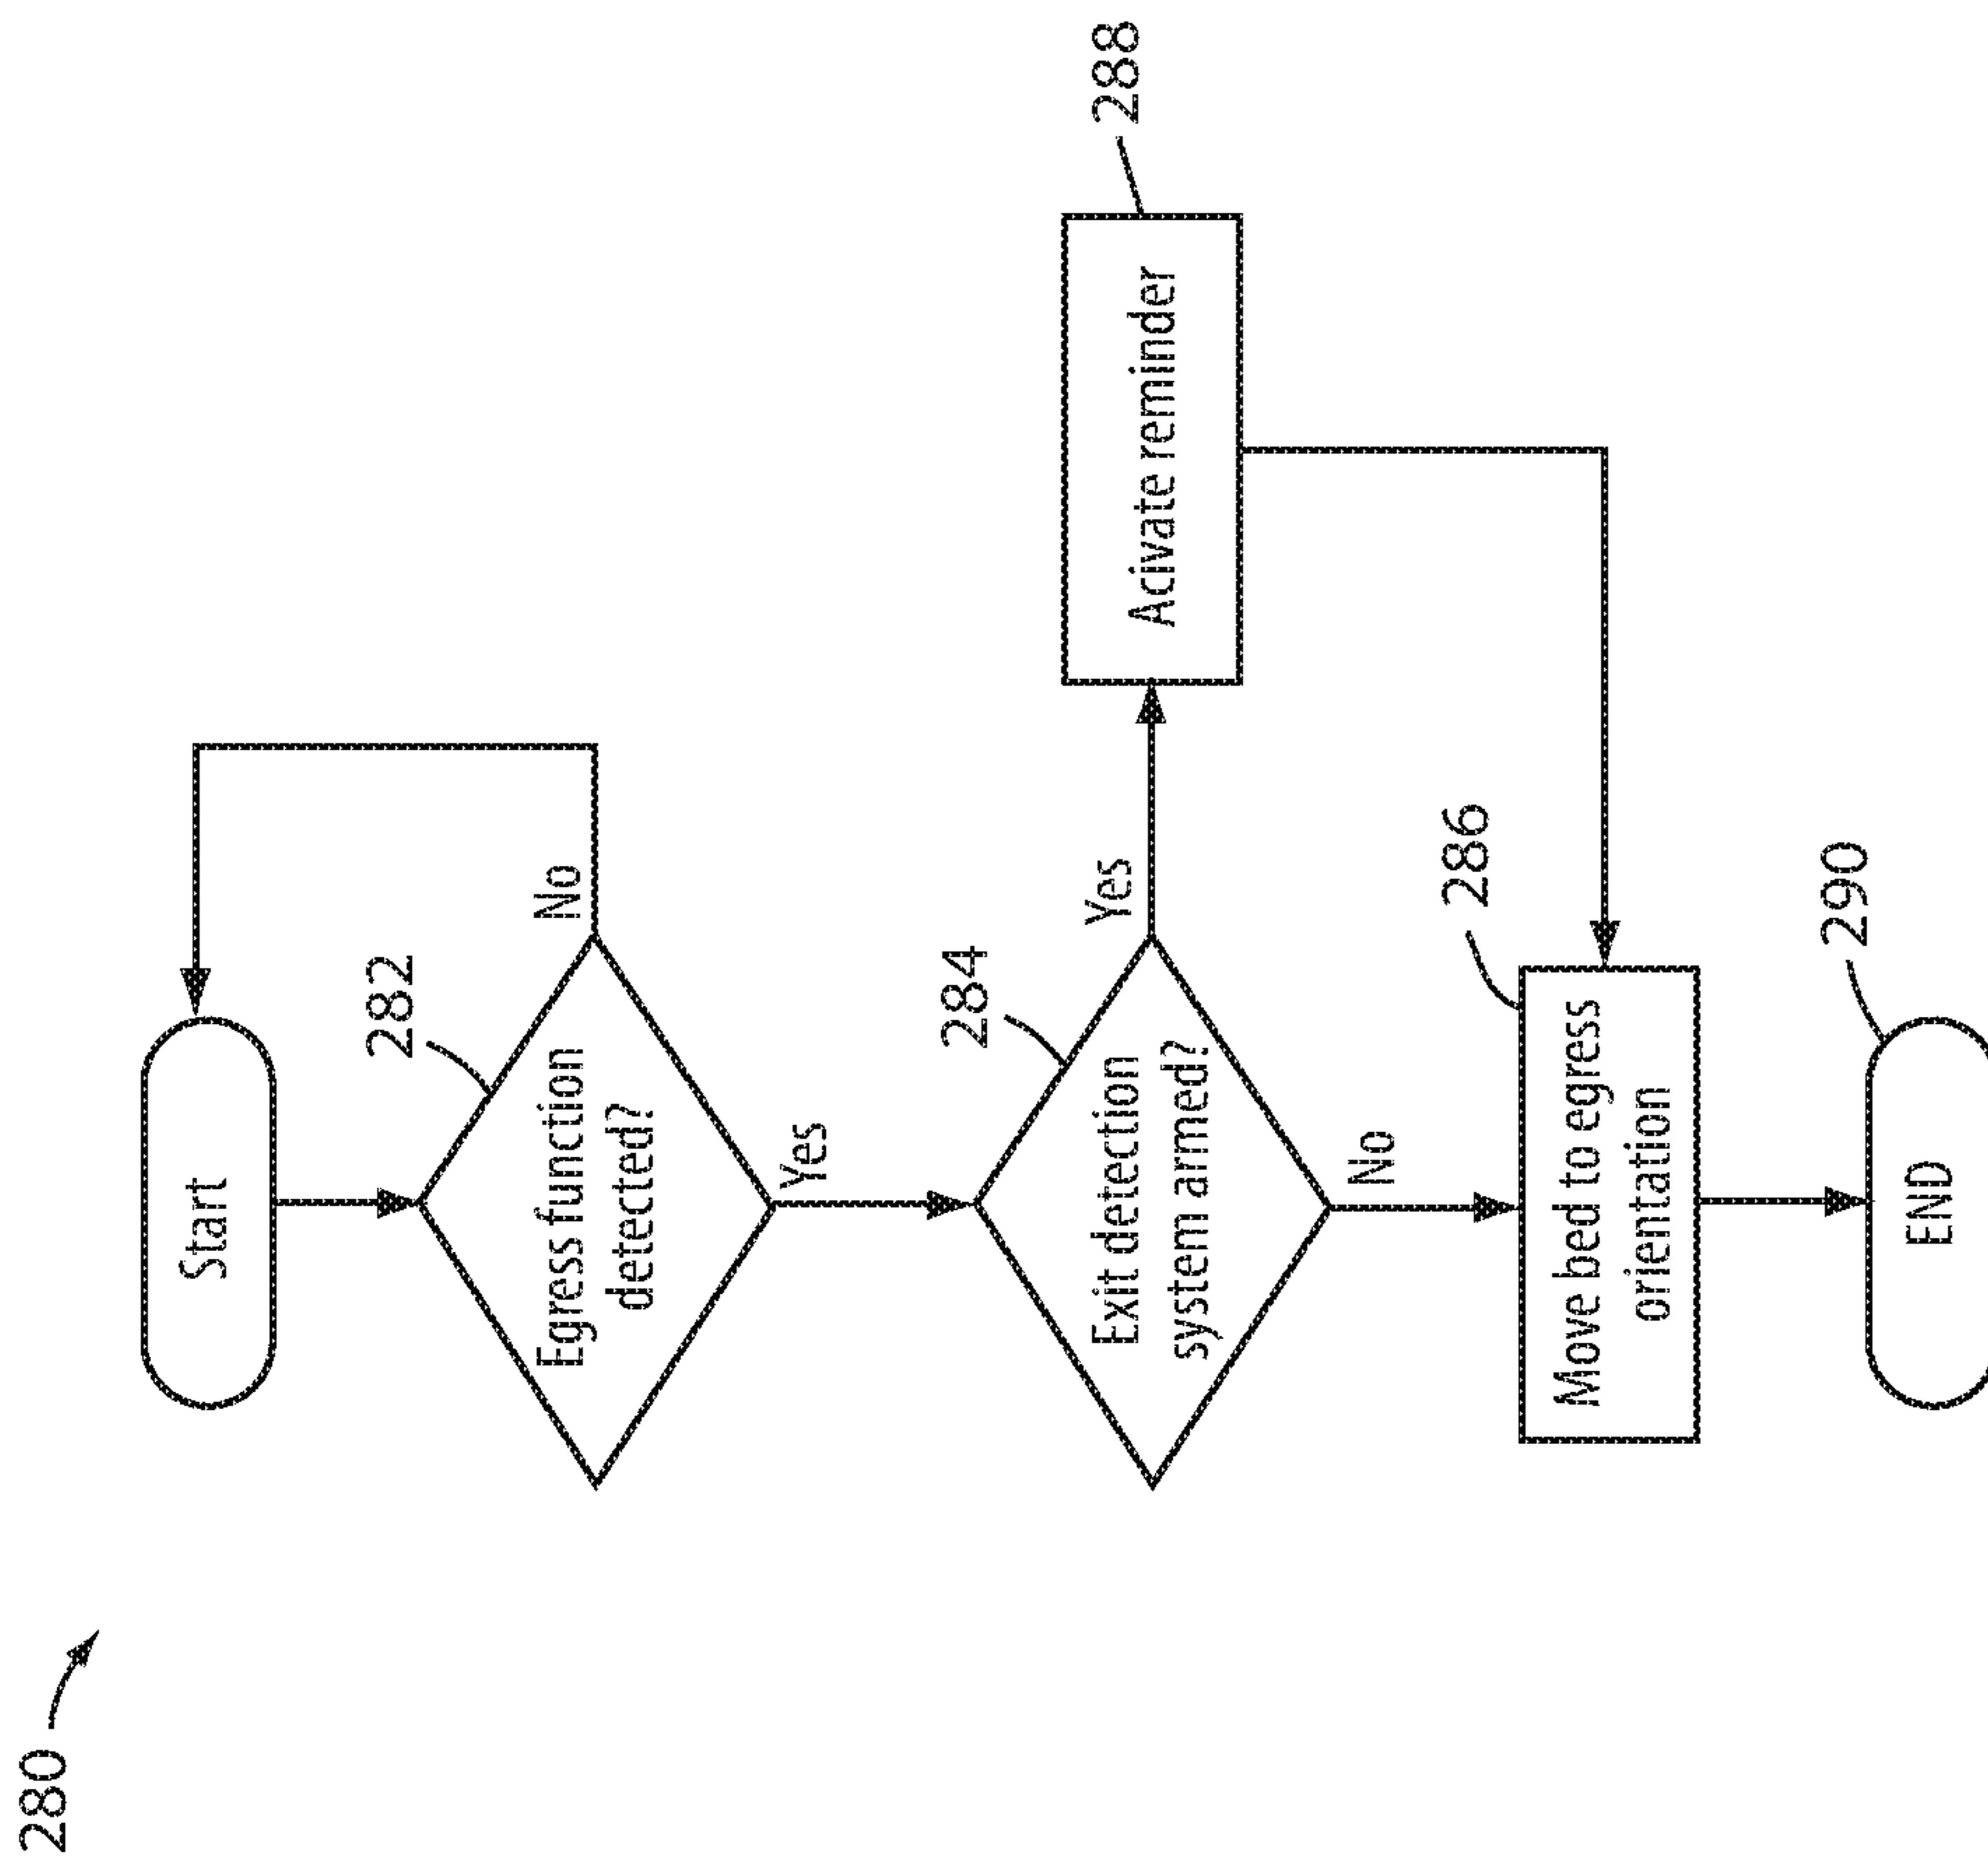 280
Start
282
Egress function
detected?
No
Yes
284
Exit detection
system armed?
Yes
288
Acivate reminder
No
286
Move bed to egress
orientation
290
END